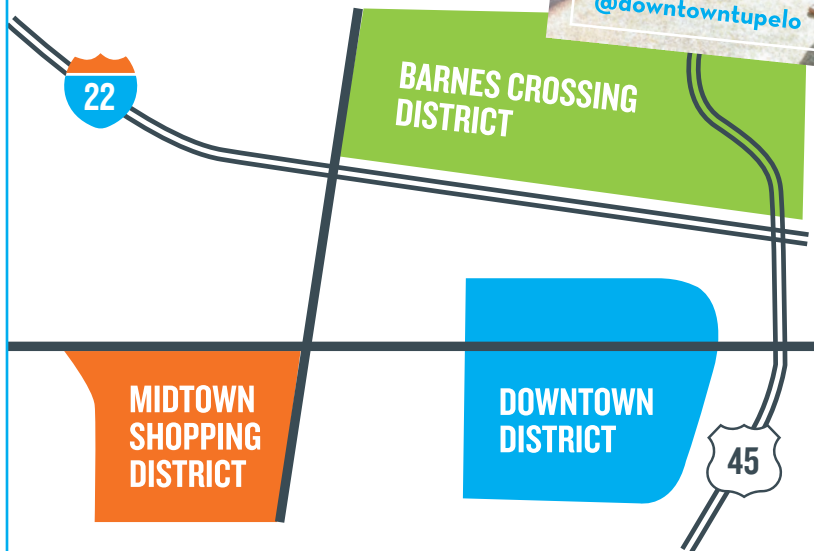 @downtowntupelo
22
BARNES CROSSING
DISTRICT
MIDTOWN
SHOPPING
DISTRICT
DOWNTOWN
DISTRICT
45